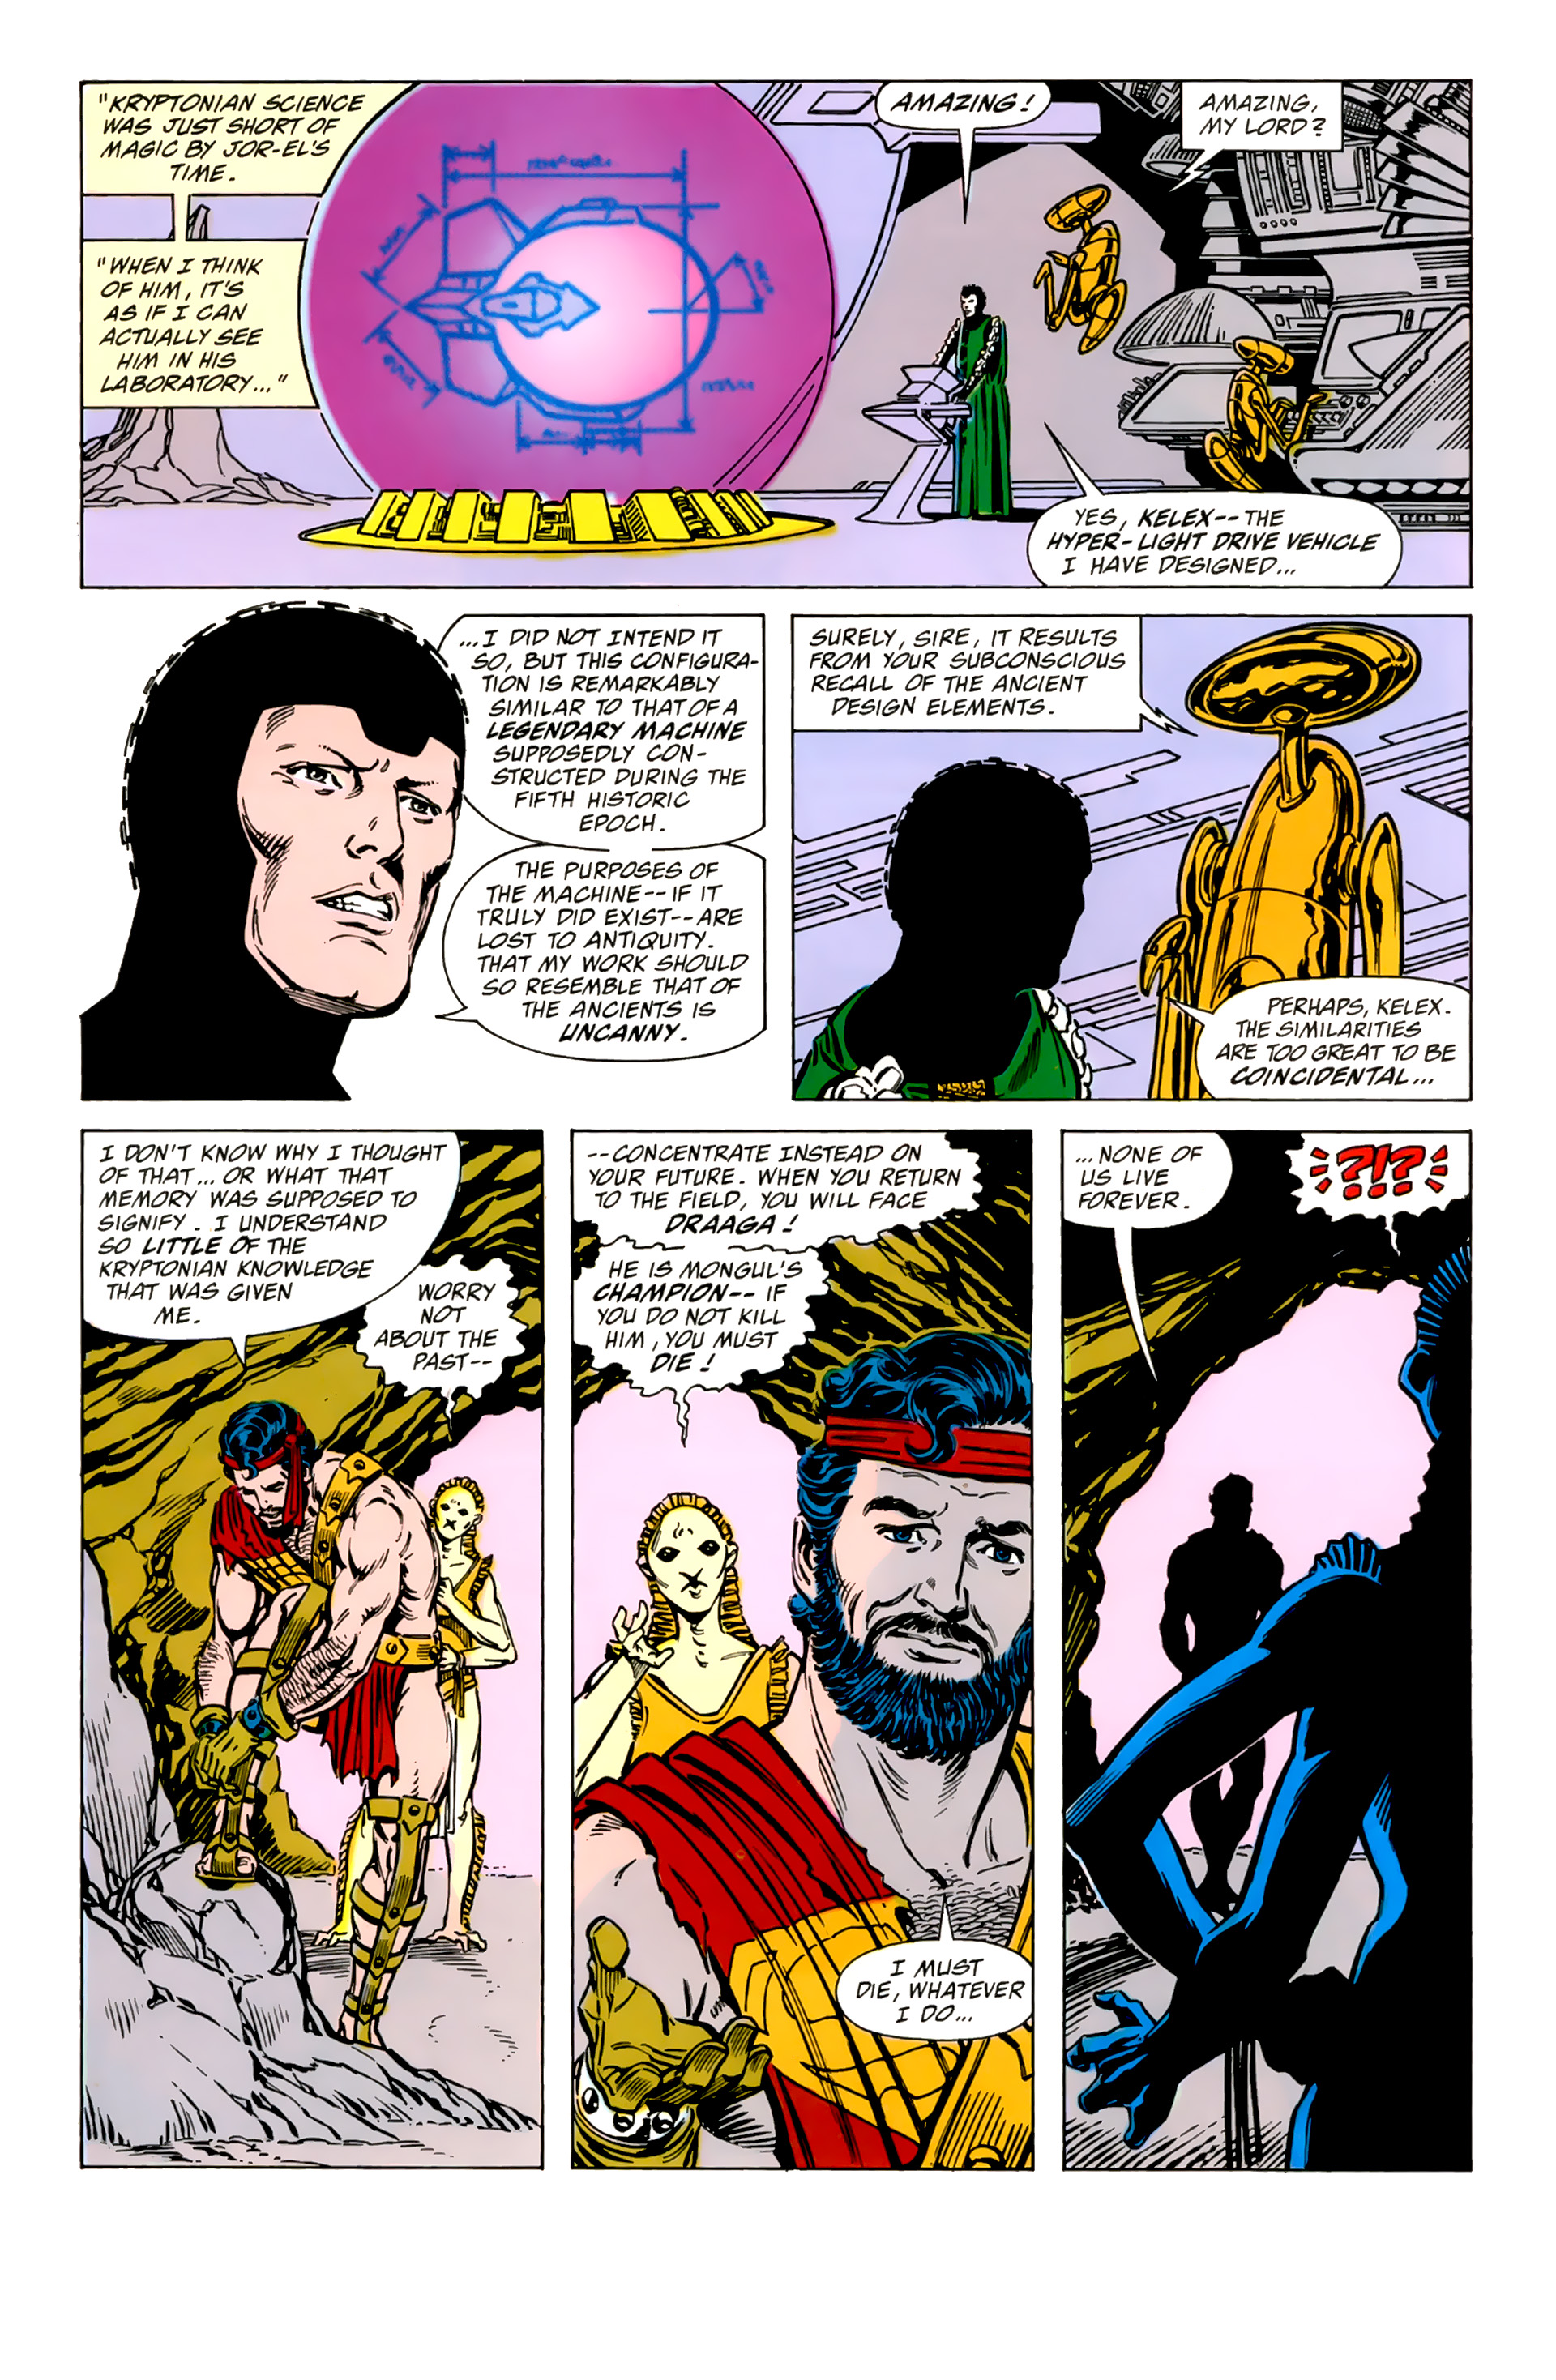 "KRYPTONIAN SCIENCE
WAS JUST SHORT OF
MAGIC BY JOR-EL'S
TIME.
"WHEN I THINK
OF HIM, IT'S
AS IF I CAN
ACTUALLY SEE
HIM IN HIS
LABORATORY..."
AMAZING!
AMAZING,
MY LORD?
YES, KELEX--THE
HYPER-LIGHT DRIVE VEHICLE
I HAVE DESIGNED...
...I DID NOT INTEND IT
SO, BUT THIS CONFIGURA-
TION IS REMARKABLY
SIMILAR TO THAT OF A
LEGENDARY MACHINE
SUPPOSEDLY CON-
STRUCTED DURING THE
FIFTH HISTORIC
EPOCH.
THE PURPOSES OF
THE MACHINE--IF IT
TRULY DID EXIST--ARE
LOST TO ANTIQUITY.
THAT MY WORK SHOULD
SO RESEMBLE THAT OF
THE ANCIENTS IS
UNCANNY.
SURELY, SIRE, IT RESULTS
FROM YOUR SUBCONSCIOUS
RECALL OF THE ANCIENT
DESIGN ELEMENTS.
PERHAPS, KELEX.
THE SIMILARITIES
ARE TOO GREAT TO BE
COINCIDENTAL...
I DON'T KNOW WHY I THOUGHT
OF THAT... OR WHAT THAT
MEMORY WAS SUPPOSED TO
SIGNIFY. I UNDERSTAND
SO LITTLE OF THE
KRYPTONIAN KNOWLEDGE
THAT WAS GIVEN
ME.
WORRY
NOT
ABOUT THE
PAST--
--CONCENTRATE INSTEAD ON
YOUR FUTURE. WHEN YOU RETURN
TO THE FIELD, YOU WILL FACE
DRAAGA!
HE IS MONGUL'S
CHAMPION--IF
YOU DO NOT KILL
HIM, YOU MUST
DIE!
I MUST
DIE, WHATEVER
I DO...
...NONE OF
US LIVE
FOREVER.
?!?